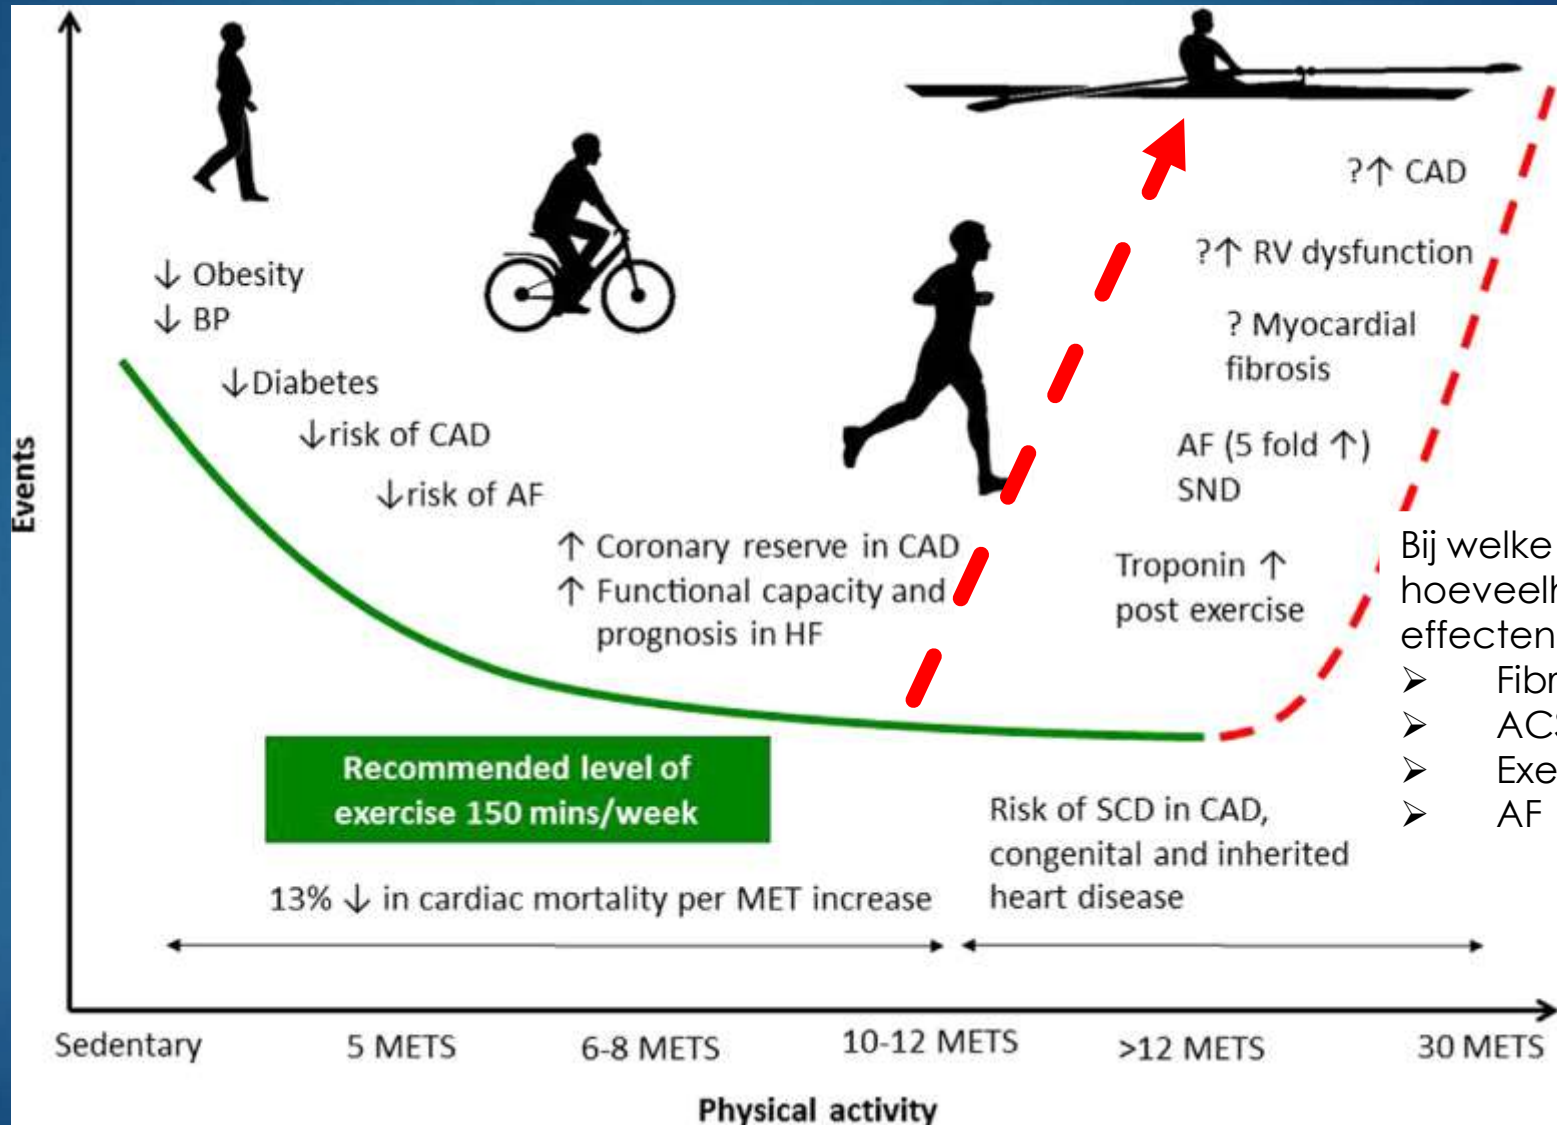 ↓ Obesity
↓ BP
↓Diabetes
↓risk of CAD
↓risk of AF
↑ Coronary reserve in CAD
↑ Functional capacity and
prognosis in HF
?↑ CAD
?↑ RV dysfunction
? Myocardial
fibrosis
AF (5 fold ↑)
SND
Troponin ↑
post exercise
Bij welke
effecten
➢ AF
Events
Recommended level of
exercise 150 mins/week
13% ↓ in cardiac mortality per MET increase
Risk of SCD in CAD,
congenital and inherited
heart disease
Sedentary
5 METS
6-8 METS
10-12 METS
>12 METS
30 METS
Physical activity